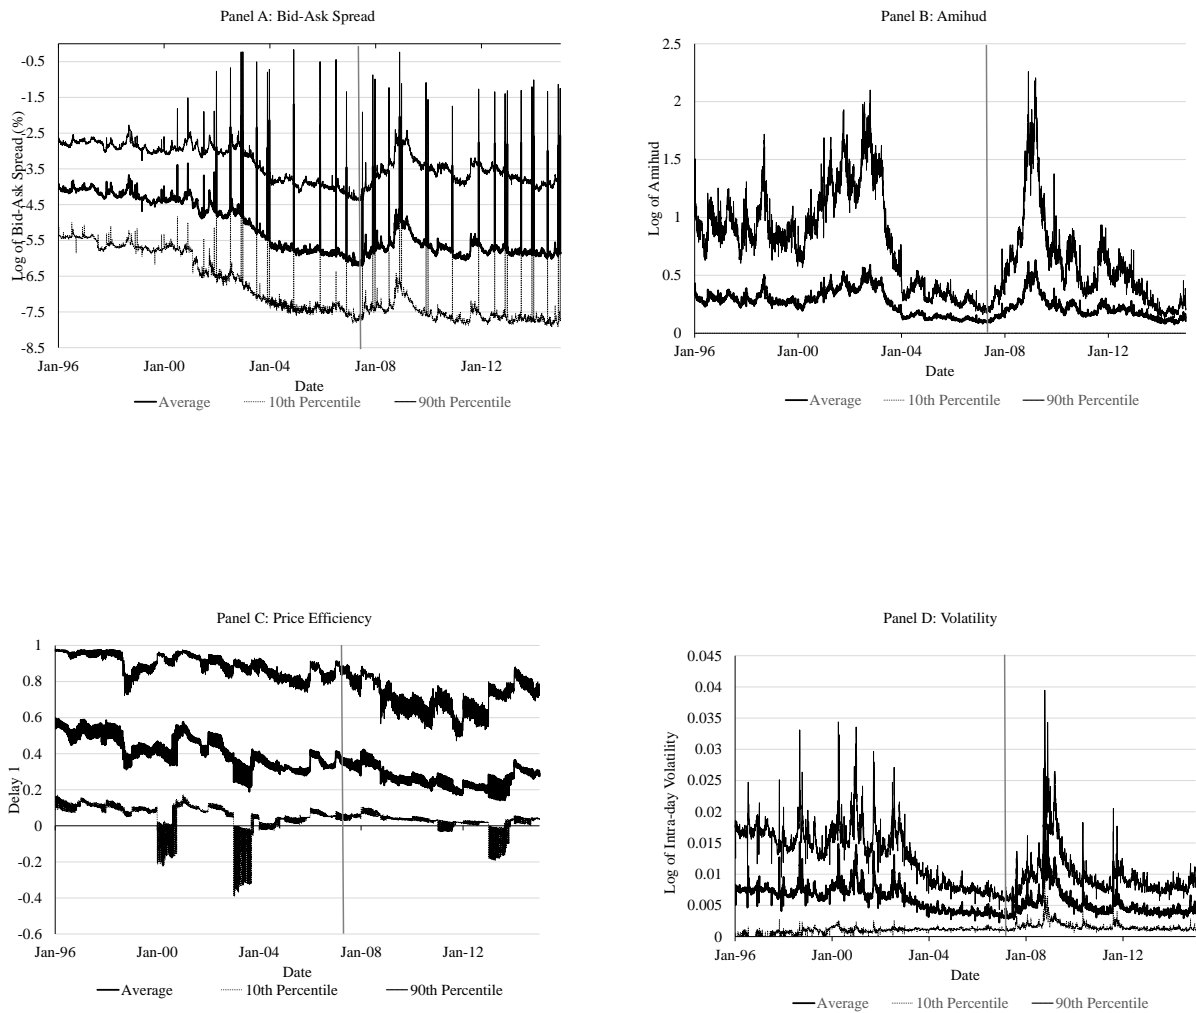 Panel A: Bid-Ask Spread
Log of Bid-Ask Spread (%)
-0.5
-1.5
-2.5
-3.5
-4.5
-5.5
-6.5
-7.5
-8.5
Jan-96 Jan-00 Jan-04 Jan-08 Jan-12
Date
Average 10th Percentile 90th Percentile
Panel B: Amihud
Log of Amihud
2.5
2
1.5
1
0.5
0
Jan-96 Jan-00 Jan-04 Jan-08 Jan-12
Date
Average 10th Percentile 90th Percentile
Panel C: Price Efficiency
Delay 1
1
0.8
0.6
0.4
0.2
0
-0.2
-0.4
-0.6
Jan-96 Jan-00 Jan-04 Jan-08 Jan-12
Date
Average 10th Percentile 90th Percentile
Panel D: Volatility
Log of Intra-day Volatility
0.045
0.04
0.035
0.03
0.025
0.02
0.015
0.01
0.005
0
Jan-96 Jan-00 Jan-04 Jan-08 Jan-12
Date
Average 10th Percentile 90th Percentile